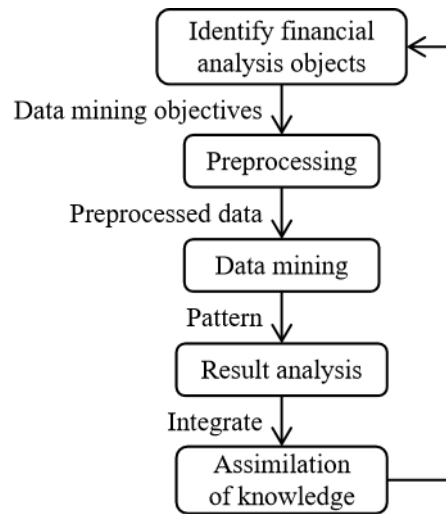 Identify financial
analysis objects
Data mining objectives
Preprocessing
Preprocessed data
Data mining
Pattern
Result analysis
Integrate
Assimilation
of knowledge